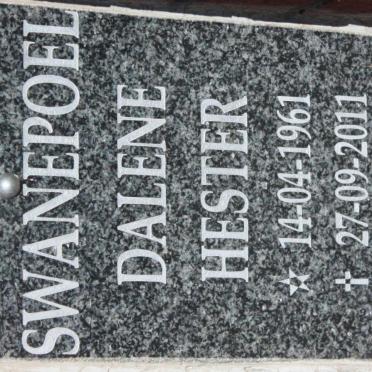 SWANEPOEL
DALENE
HESTER
☆ 14-04-1961
✝ 27-09-2011